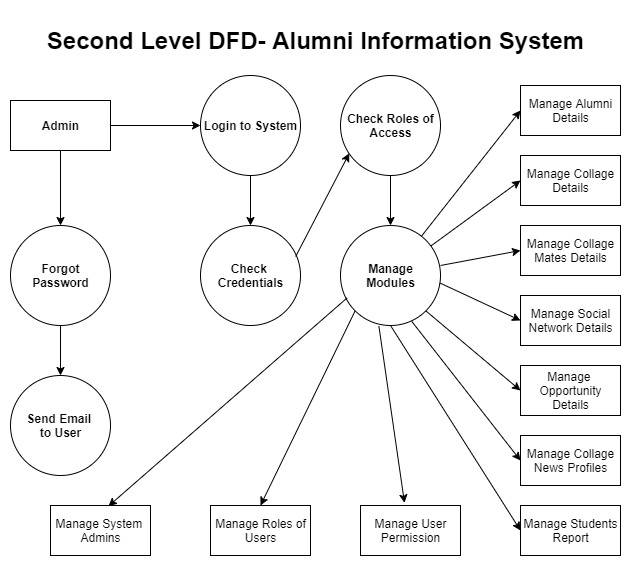 Second Level DFD- Alumni Information System
Admin
Login to System
Check Roles of
Access
Manage Alumni
Details
Manage Collage
Details
Forgot
Password
Check
Credentials
Manage
Modules
Manage Collage
Mates Details
Manage Social
Network Details
Manage
Opportunity
Details
Send Email
to User
Manage Collage
News Profiles
Manage System
Admins
Manage Roles of
Users
Manage User
Permission
Manage Students
Report